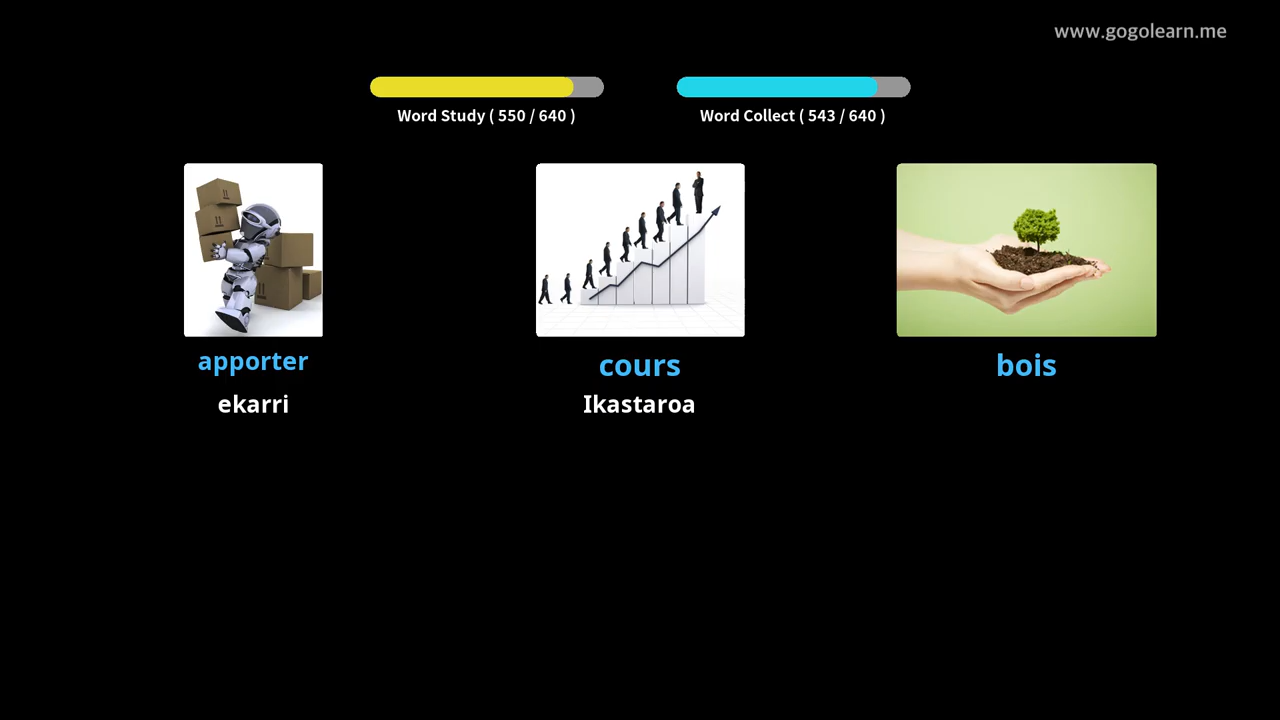 www.gogolearn.me
Word Study ( 550 / 640 )
Word Collect ( 543 / 640 )
apporter
cours
bois
ekarri
Ikastaroa